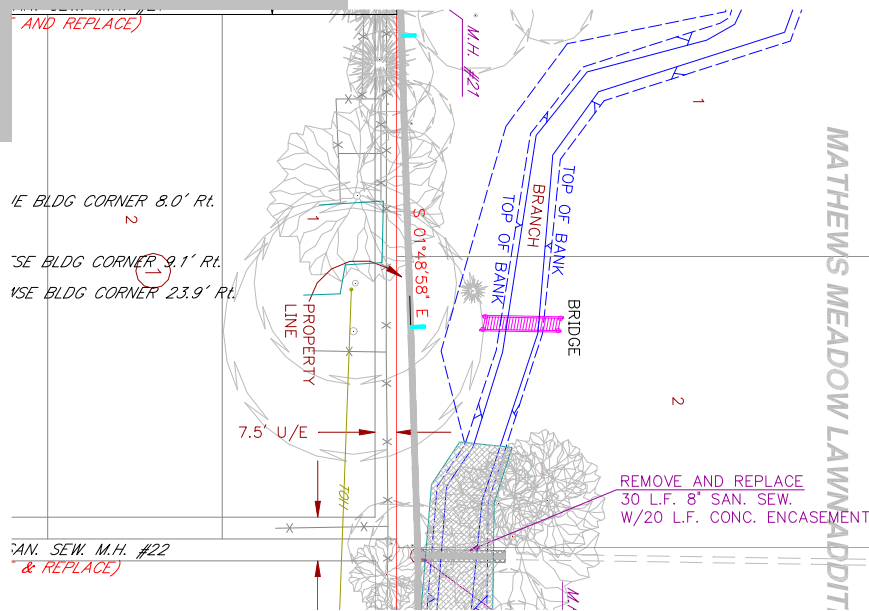 AND REPLACE)
M.H. #21
1
BLDG CORNER 8.0' Rt.
2
1
BLDG CORNER 9.1' Rt.
1
BLDG CORNER 23.9' Rt.
S 01°48'58" E
TOP OF BANK
BRANCH
TOP OF BANK
PROPERTY
LINE
BRIDGE
2
7.5' U/E
TOH
MATHEWS MEADOW LAWN ADDIT
REMOVE AND REPLACE
30 L.F. 8" SAN. SEW.
W/20 L.F. CONC. ENCASEMENT
SAN. SEW. M.H. #22
& REPLACE)